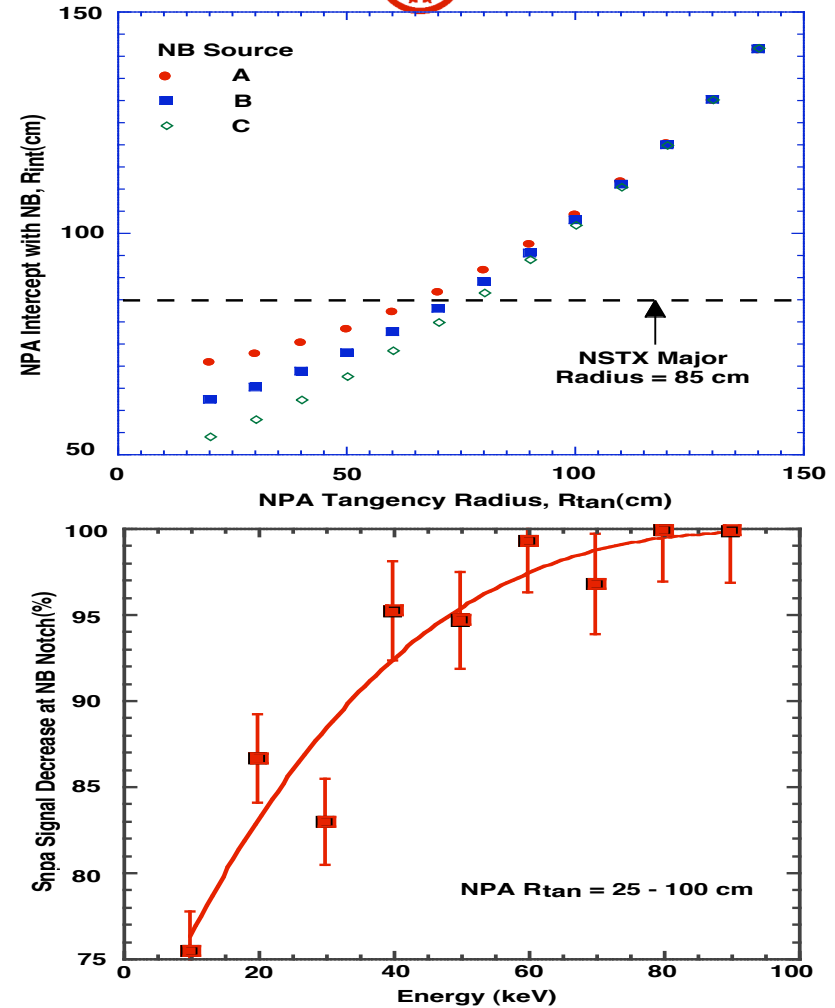 150
NB Source
A
B
C
NPA Intercept with NB, Rint(cm)
100
NSTX Major
Radius = 85 cm
50
0
50
100
150
NPA Tangency Radius, Rtan(cm)
100
95
90
85
80
75
Snpa Signal Decrease at NB Notch(%)
NPA Rtan = 25 - 100 cm
0
20
40
60
80
100
Energy (keV)